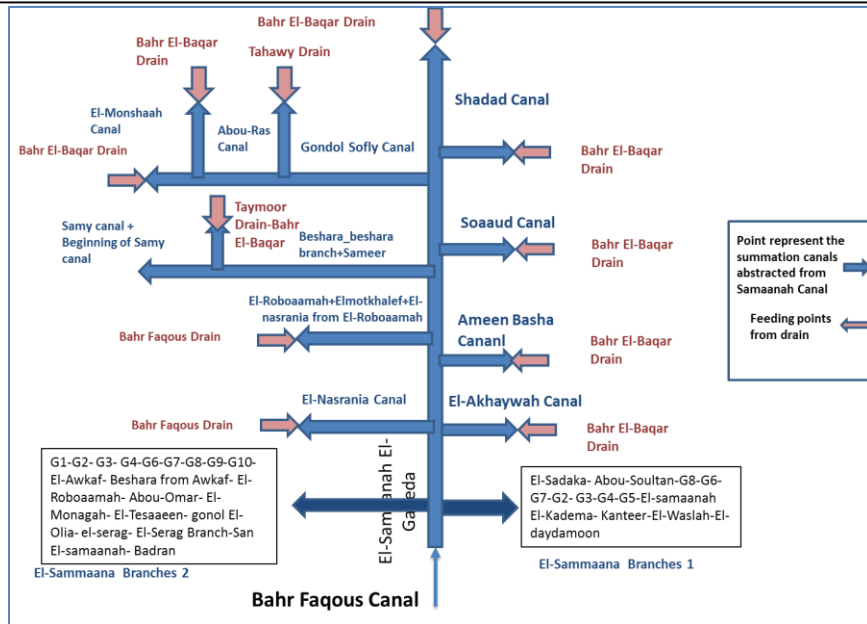 Bahr El-Baqar Drain
Bahr El-Baqar
Drain
Tahawy Drain
Shadad Canal
El-Monshaah
Canal
Abou-Ras
Canal
Gondol Sofly Canal
Bahr El-Baqar Drain
Bahr El-Baqar
Drain
Taymoor
Drain-Bahr
El-Baqar
Samy canal +
Beginning of Samy
canal
Beshara_beshara
branch+Sameer
Soaaud Canal
Bahr El-Baqar
Drain
Point represent the
summation canals
abstracted from
Samaanah Canal
Feeding points
from drain
El-Roboaamah+Elmotkhalef+El-
nasrania from El-Roboaamah
Bahr Faqous Drain
Ameen Basha
Cananl
Bahr El-Baqar
Drain
El-Nasrania Canal
El-Akhaywah Canal
Bahr Faqous Drain
Bahr El-Baqar
Drain
G1-G2- G3- G4-G6-G7-G8-G9-G10-
El-Awkaf- Beshara from Awkaf- El-
Roboaamah- Abou-Omar- El-
Monagah- El-Tesaaeen- gonol El-
Olia- el-serag- El-Serag Branch-San
El-samaanah- Badran
El-Sammaana Branches 2
El-Sadaka- Abou-Soultan-G8-G6-
G7-G2- G3-G4-G5-El-samaanah
El-Kadema- Kanteer-El-Waslah-El-
daydamoon
El-Sammaana Branches 1
Bahr Faqous Canal